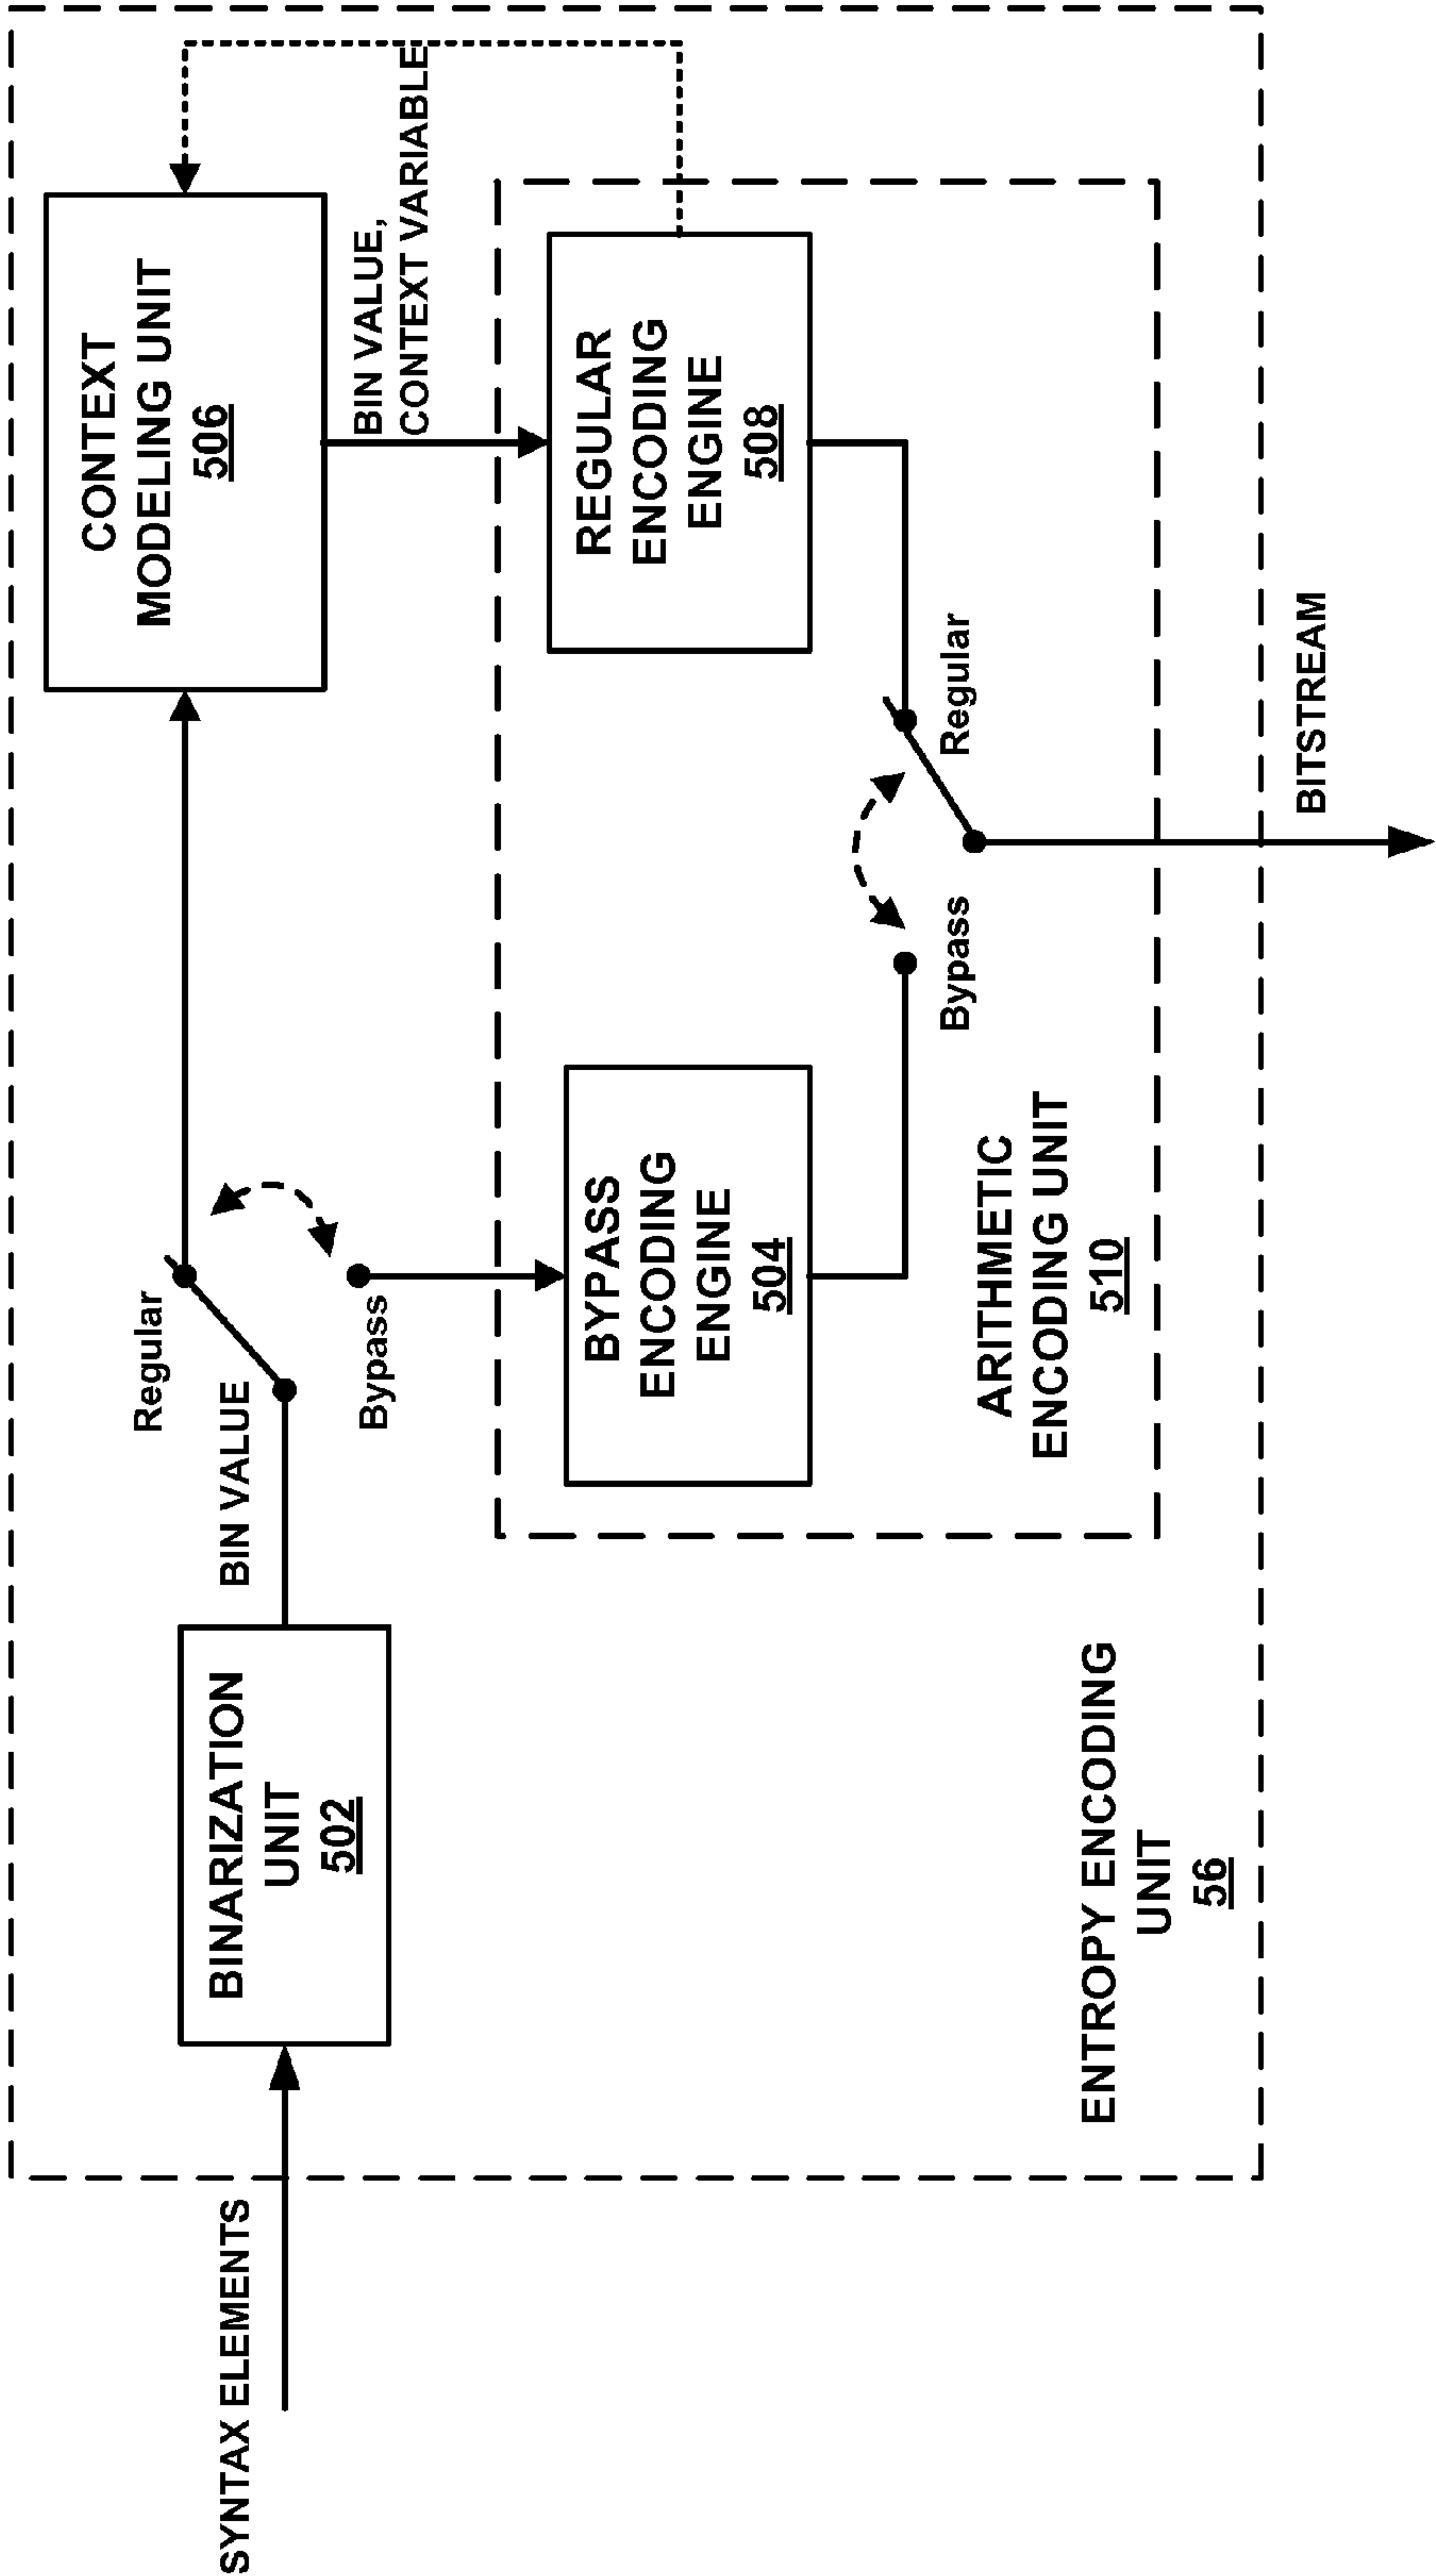 SYNTAX ELEMENTS
BINARIZATION
UNIT
502
BIN VALUE
Regular
Bypass
CONTEXT
MODELING UNIT
506
BIN VALUE,
CONTEXT VARIABLE
BYPASS
ENCODING
ENGINE
504
REGULAR
ENCODING
ENGINE
508
Bypass
Regular
ARITHMETIC
ENCODING UNIT
510
ENTROPY ENCODING
UNIT
56
BITSTREAM